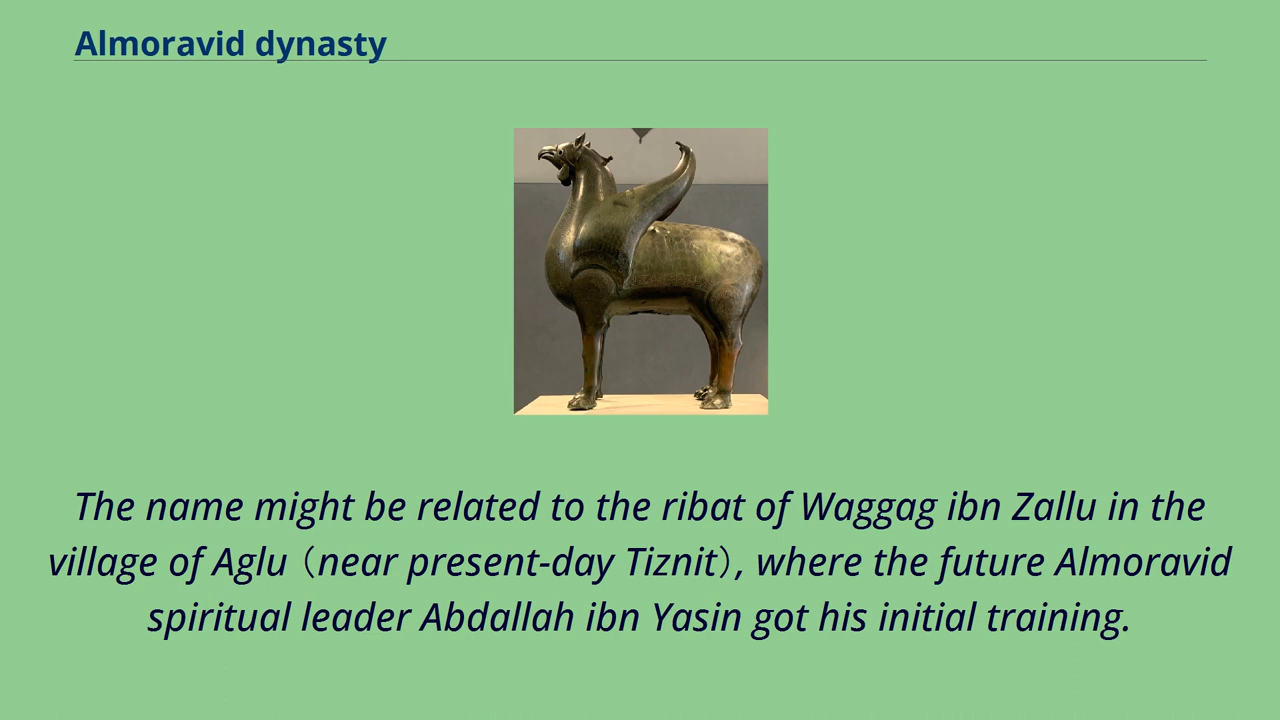 Almoravid dynasty
The name might be related to the ribat of Waggag ibn Zallu in the
village of Aglu（near present-day Tiznit）, where the future Almoravid
spiritual leader Abdallah ibn Yasin got his initial training.